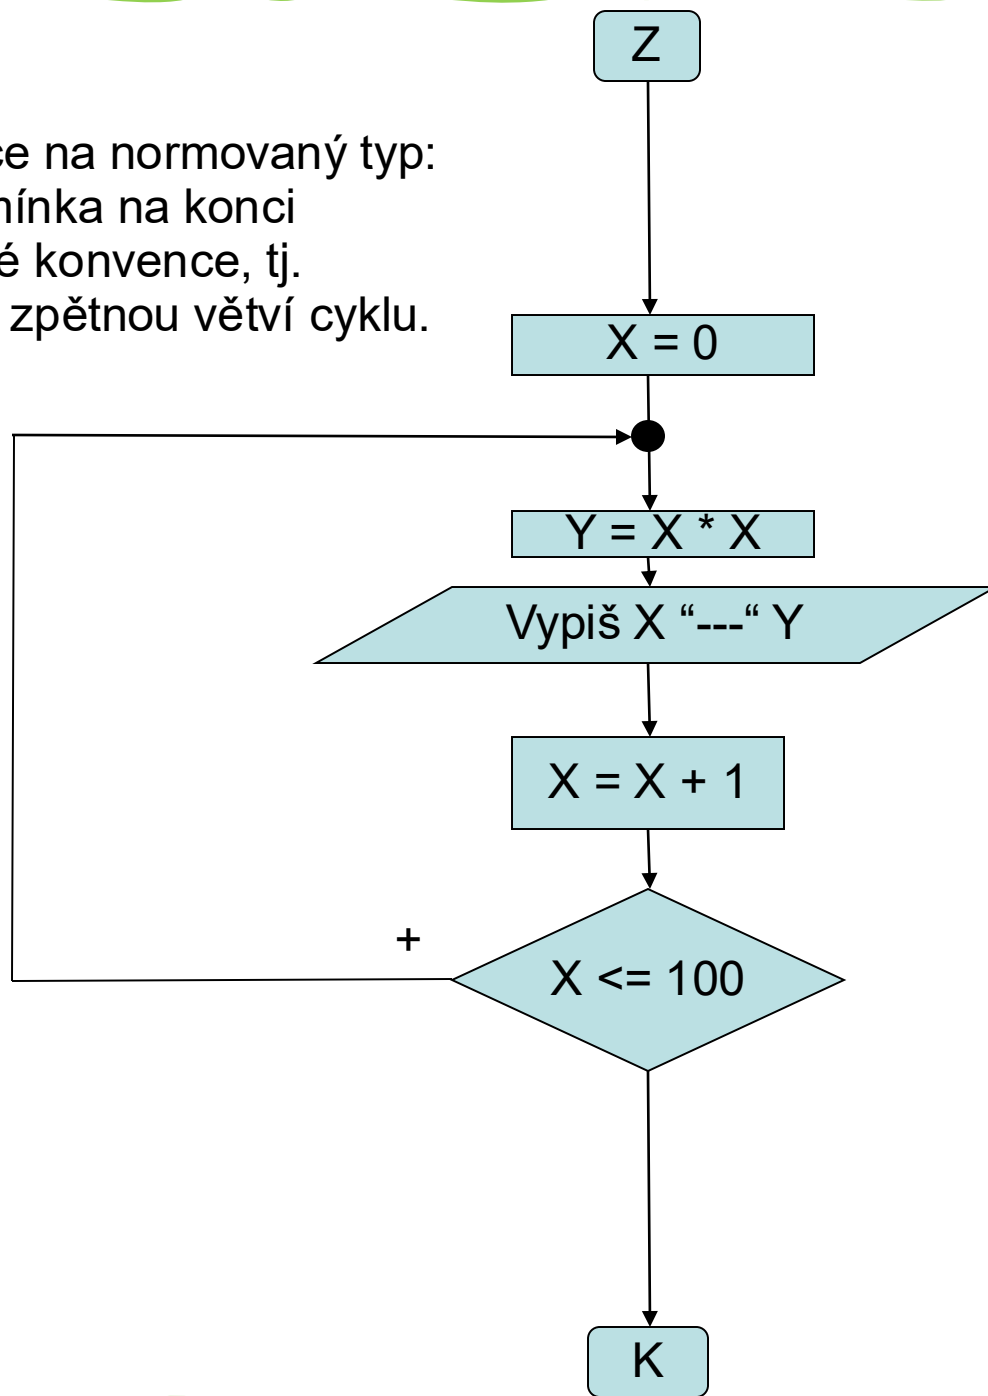 Z
ce na normovaný typ:
mínka na konci
é konvence, tj.
zpětnou větví cyklu.
X = 0
Y = X * X
Vypiš X “---“ Y
X = X + 1
+
X <= 100
K